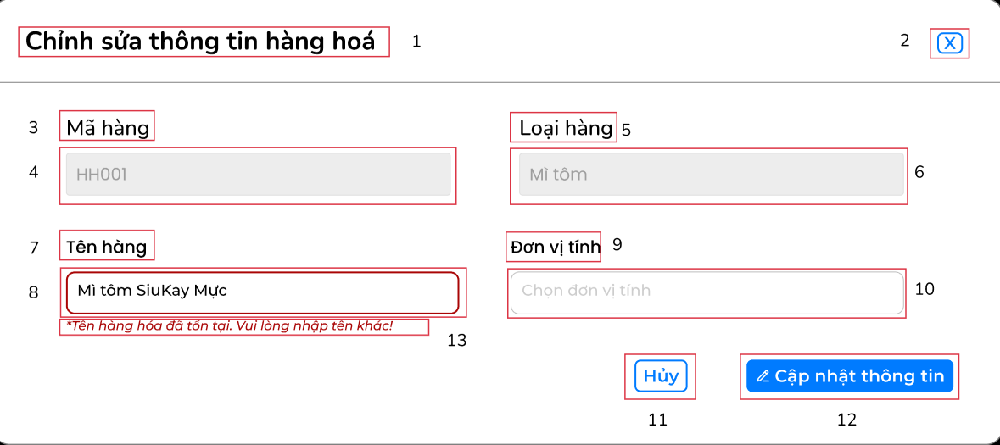 Chỉnh sửa thông tin hàng hoá 1 2 X
3 Mã hàng Loại hàng 5
4 HH001 Mì tôm 6
7 Tên hàng Đơn vị tính 9
8 Mì tôm SiuKay Mực Chọn đơn vị tính 10
*Tên hàng hóa đã tồn tại. Vui lòng nhập tên khác!
13
Hủy Cập nhật thông tin
11 12